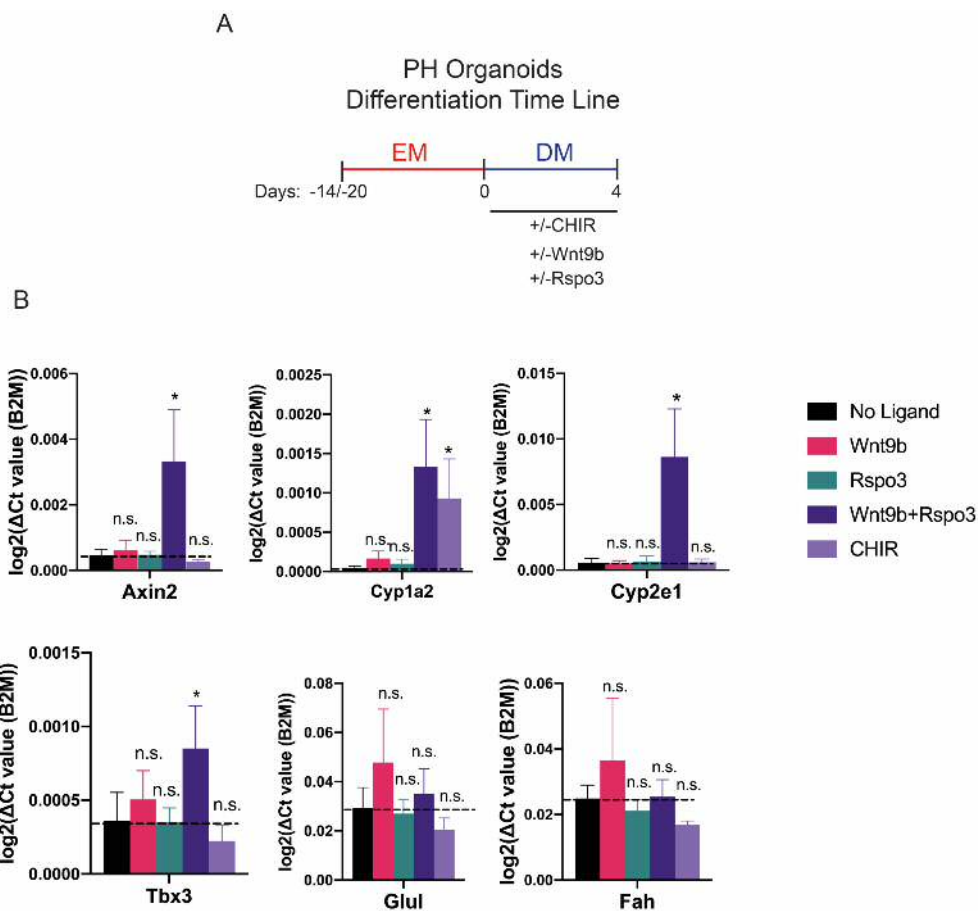 A
PH Organoids
Differentiation Time Line
EM
DM
Days: -14/-20
0
4
+/-CHIR
+/-Wnt9b
+/-Rspo3
B
log2(ΔCt value (B2M))
0.006
0.004
0.002
0.000
n.s.
n.s.
*
n.s.
Axin2
log2(ΔCt value (B2M))
0.0025
0.0020
0.0015
0.0010
0.0005
0.0000
n.s.
n.s.
*
*
Cyp1a2
log2(ΔCt value (B2M))
0.015
0.010
0.005
0.000
n.s.
n.s.
*
n.s.
Cyp2e1
No Ligand
Wnt9b
Rspo3
Wnt9b+Rspo3
CHIR
log2(ΔCt value (B2M))
0.0015
0.0010
0.0005
0.0000
n.s.
n.s.
*
n.s.
Tbx3
log2(ΔCt value (B2M))
0.08
0.06
0.04
0.02
0.00
n.s.
n.s.
n.s.
n.s.
Glul
log2(ΔCt value (B2M))
0.06
0.04
0.02
0.00
n.s.
n.s.
n.s.
n.s.
Fah